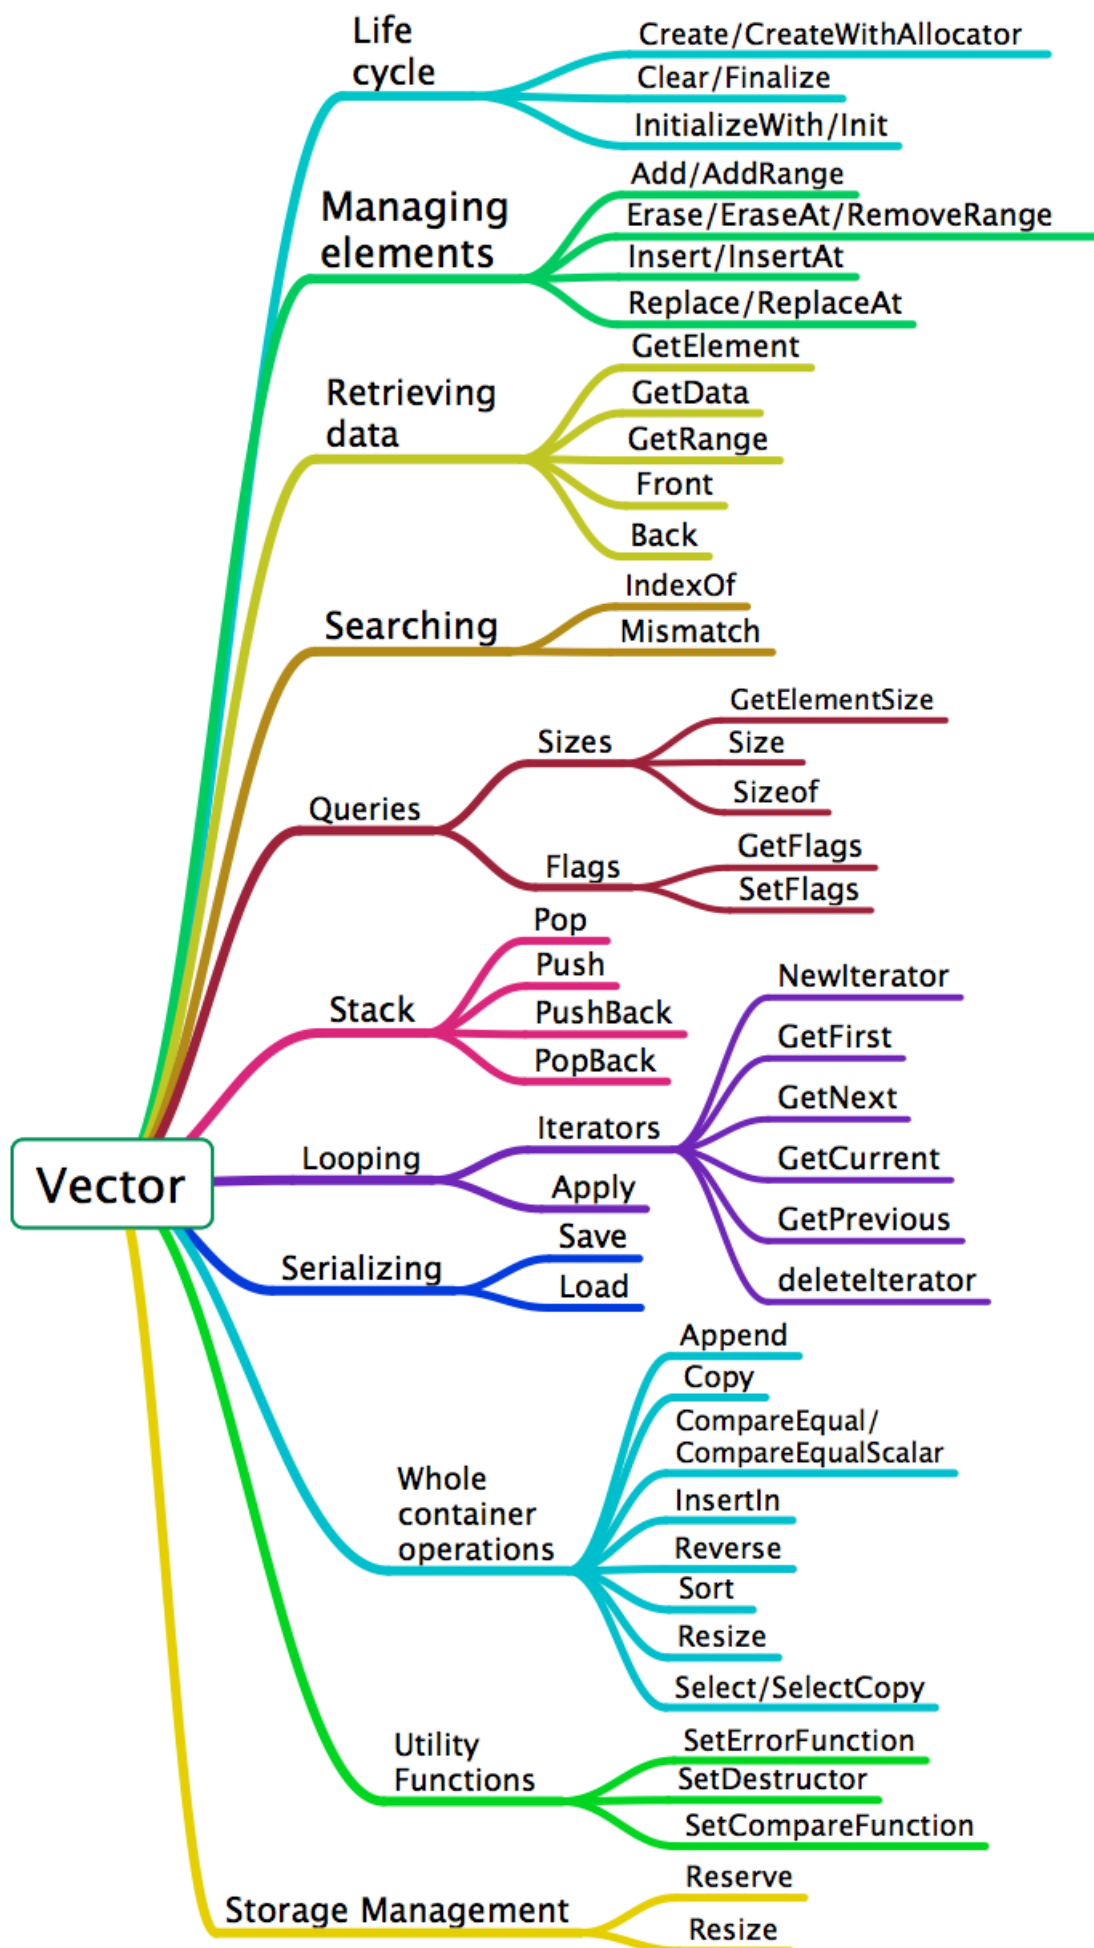 Life
cycle
Create/CreateWithAllocator
Clear/Finalize
InitializeWith/Init
Managing
elements
Add/AddRange
Erase/EraseAt/RemoveRange
Insert/InsertAt
Replace/ReplaceAt
Retrieving
data
GetElement
GetData
GetRange
Front
Back
Searching
IndexOf
Mismatch
Queries
Sizes
GetElementSize
Size
Sizeof
Flags
GetFlags
SetFlags
Stack
Pop
Push
PushBack
PopBack
Vector
Looping
Iterators
NewIterator
GetFirst
GetNext
GetCurrent
GetPrevious
deleteIterator
Apply
Serializing
Save
Load
Whole
container
operations
Append
Copy
CompareEqual/
CompareEqualScalar
InsertIn
Reverse
Sort
Resize
Select/SelectCopy
Utility
Functions
SetErrorFunction
SetDestructor
SetCompareFunction
Storage Management
Reserve
Resize